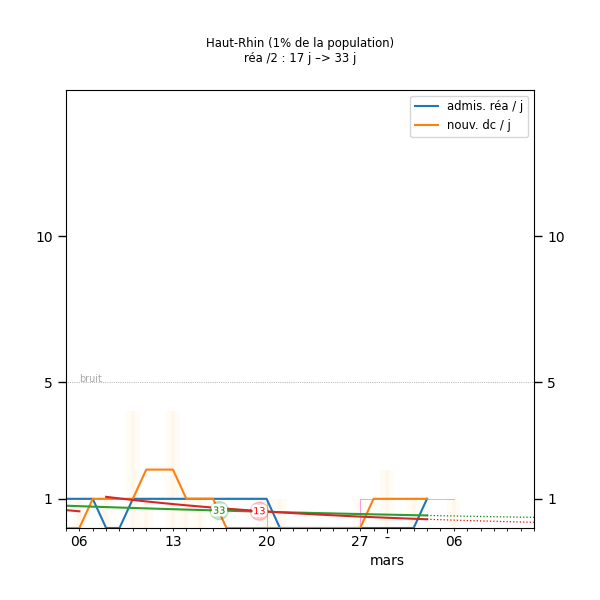 Haut-Rhin (1% de la population)
réa /2 : 17 j –> 33 j
admis. réa / j
nouv. dc / j
10 10
bruit
5 5
33 13
1 1
06 13 20 27 - 06
mars